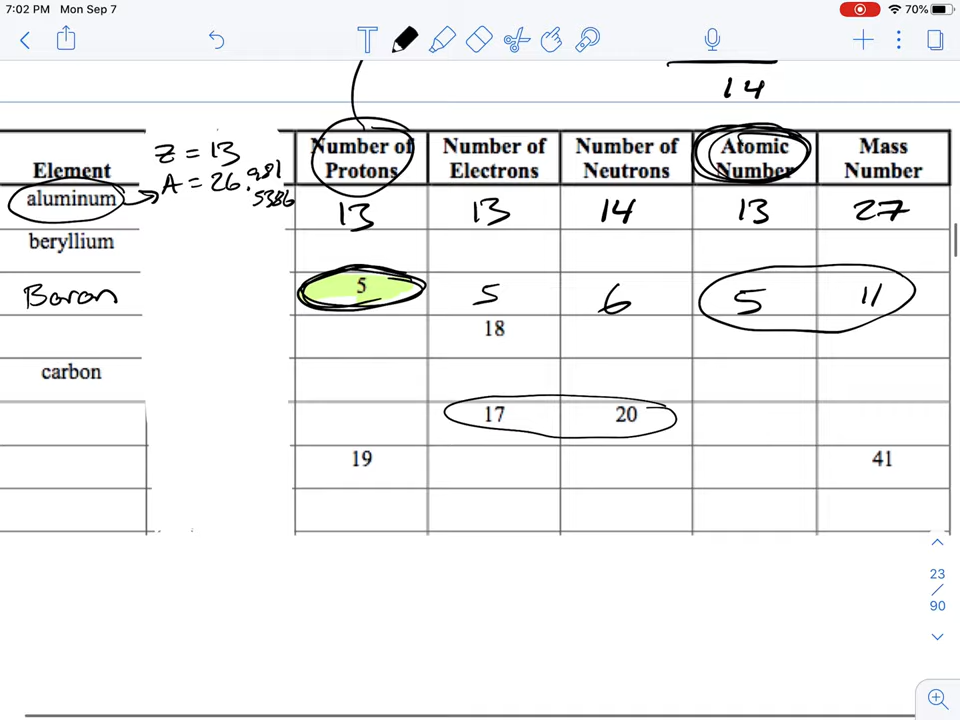 7:02 PM Mon Sep 7
70%
T
14
Element
Z = 13
A = 26.981
5386
Number of
Protons
Number of
Electrons
Number of
Neutrons
Atomic
Number
Mass
Number
aluminum 13 13 14 13 27
beryllium
Boron 5 5 6 5 11
18
carbon
17 20
19 41
23
/
90